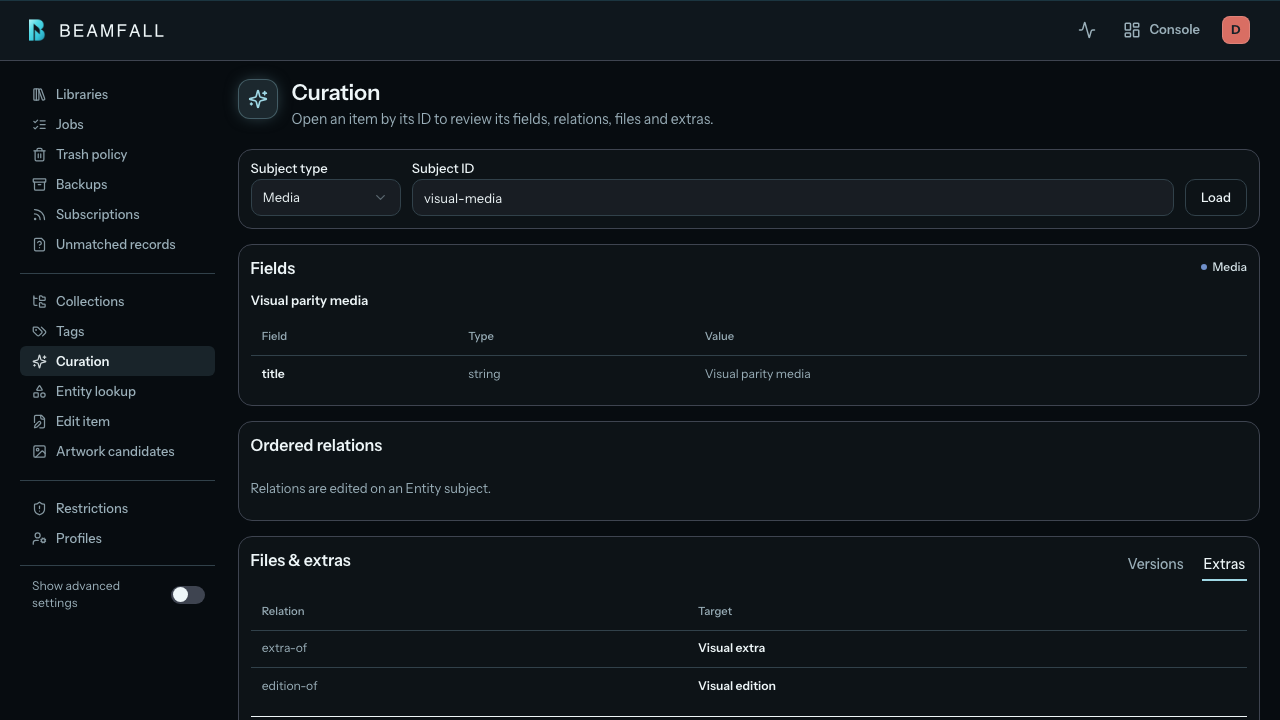 BEAMFALL
Console
D
Libraries
Jobs
Trash policy
Backups
Subscriptions
Unmatched records
Collections
Tags
Curation
Entity lookup
Edit item
Artwork candidates
Restrictions
Profiles
Show advanced
settings
Curation
Open an item by its ID to review its fields, relations, files and extras.
Subject type
Subject ID
Media
visual-media
Load
Fields
Media
Visual parity media
Field Type Value
title string Visual parity media
Ordered relations
Relations are edited on an Entity subject.
Files & extras
Versions Extras
Relation Target
extra-of Visual extra
edition-of Visual edition